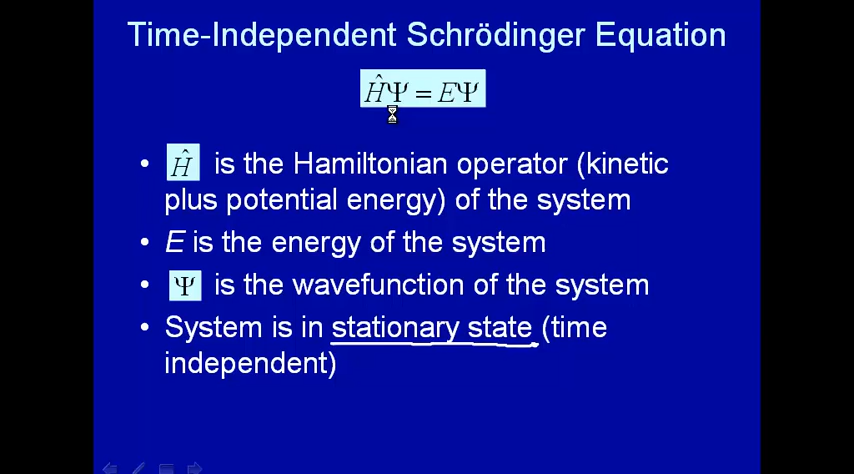 Time-Independent Schrödinger Equation
ĤΨ = EΨ
• Ĥ is the Hamiltonian operator (kinetic
plus potential energy) of the system
• E is the energy of the system
• Ψ is the wavefunction of the system
• System is in stationary state (time
independent)